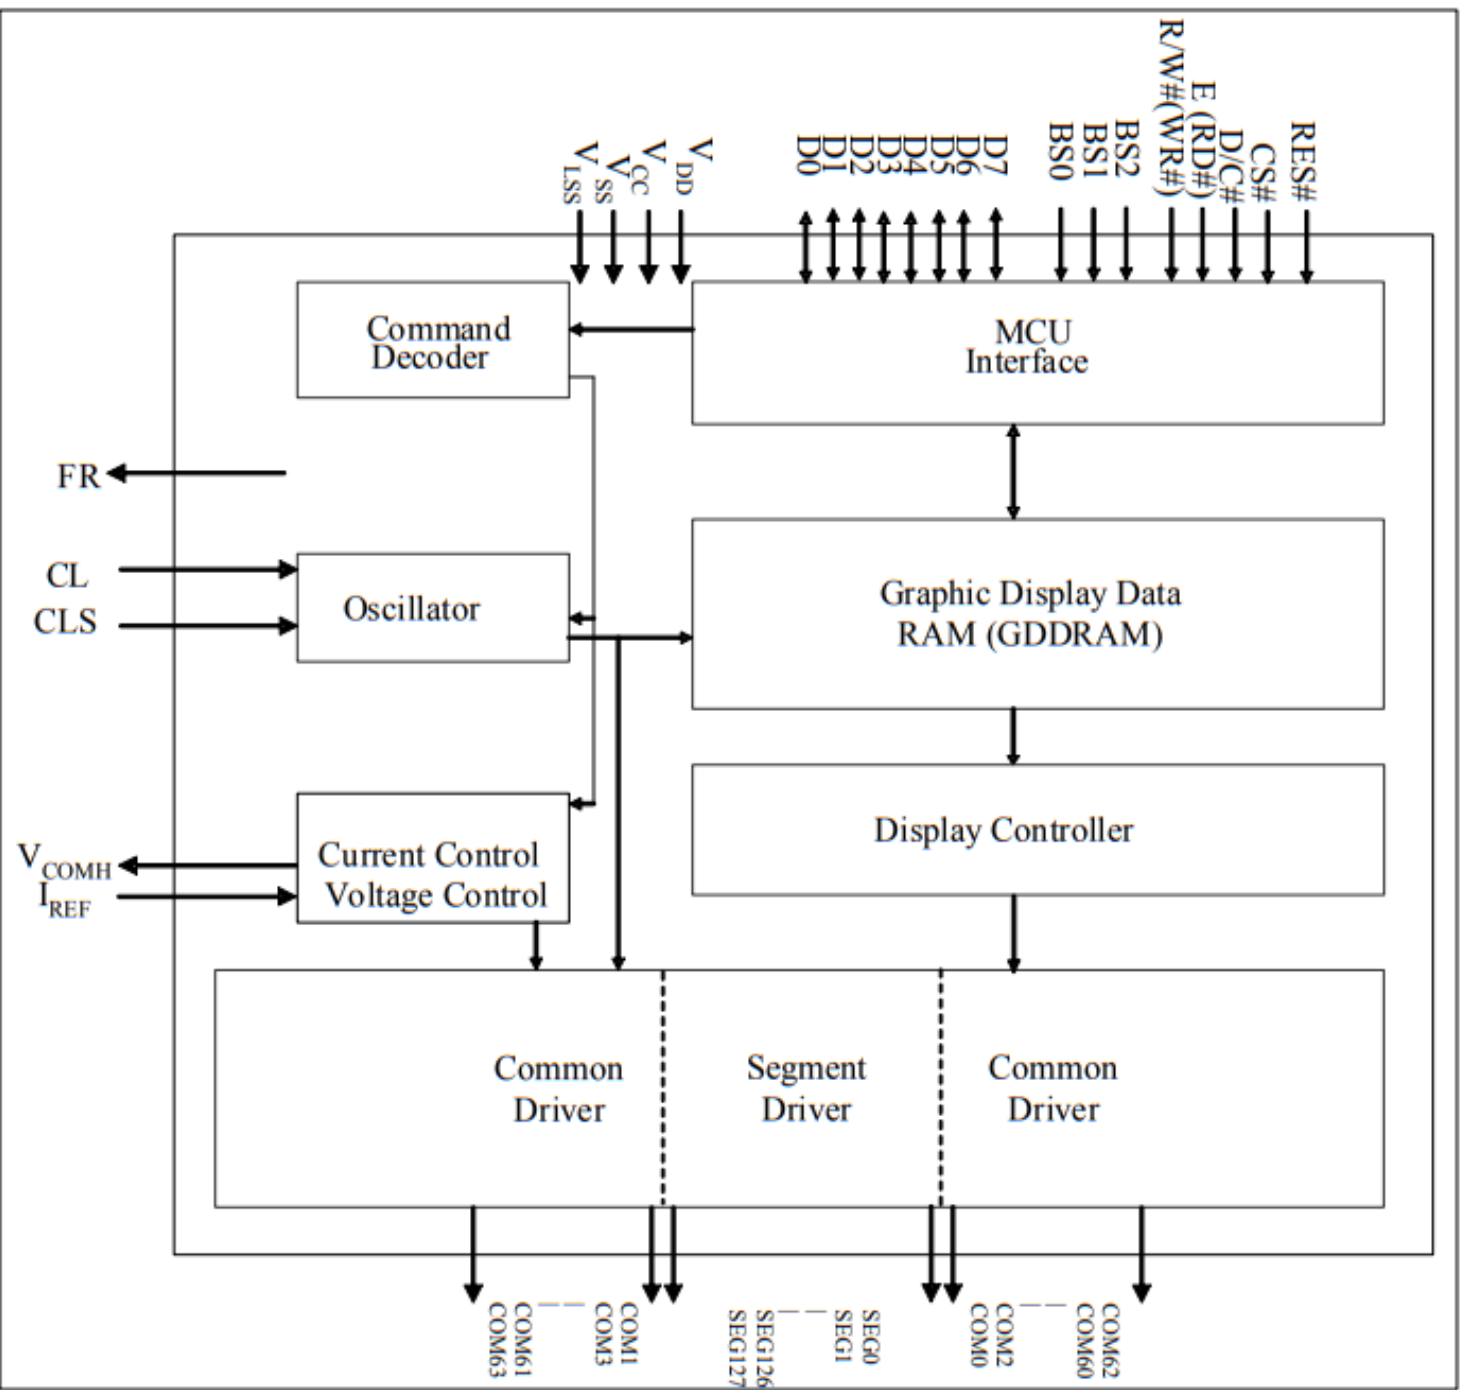 R/W#(WR#)
E (RD#)
D/C#
CS#
RES#
BS0
BS1
BS2
D0
D1
D2
D3
D4
D5
D6
D7
VLSS
VSS
VCC
VDD
Command
Decoder
MCU
Interface
FR
CL
CLS
Oscillator
Graphic Display Data
RAM (GDDRAM)
Display Controller
VCOMH
IREF
Current Control
Voltage Control
Common
Driver
Segment
Driver
Common
Driver
COM63
COM61
COM3
COM1
SEG127
SEG126
SEG1
SEG0
COM0
COM2
COM60
COM62